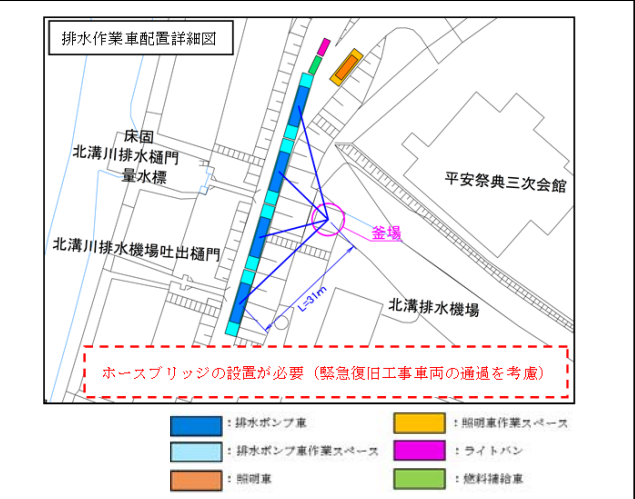 排水作業車配置詳細図
床固
北溝川排水樋門
量水標
平安祭典三次会館
釜場
北溝川排水機場吐出樋門
L=31m
北溝排水機場
ホースブリッジの設置が必要（緊急復旧工事車両の通過を考慮）
：排水ポンプ車
：照明車作業スペース
：排水ポンプ車作業スペース
：ライトバン
：照明車
：燃料補給車